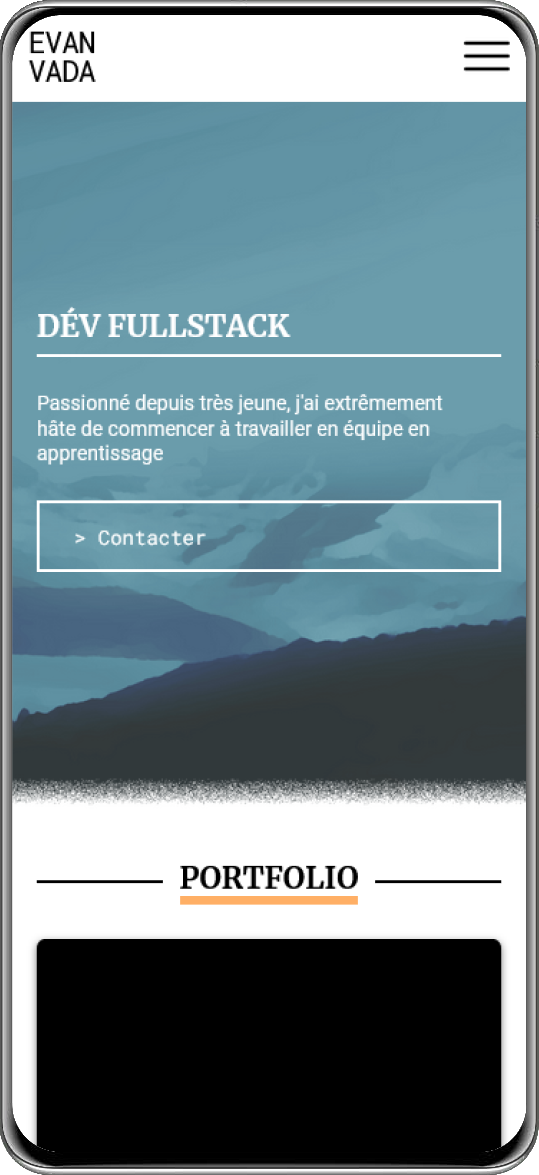 EVAN
VADA
DÉV FULLSTACK
Passionné depuis très jeune, j'ai extrêmement
hâte de commencer à travailler en équipe en
apprentissage
> Contacter
PORTFOLIO